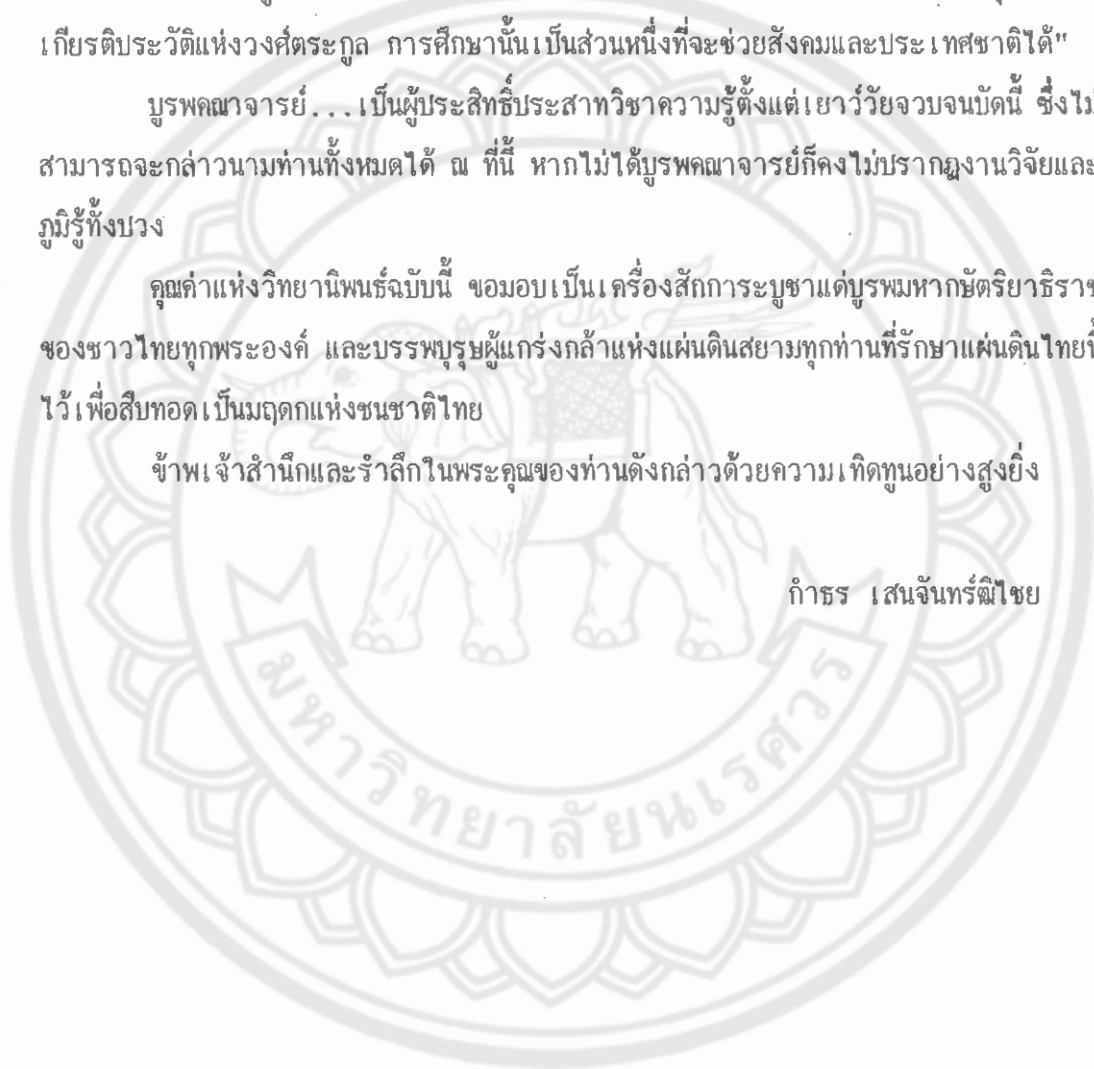 เกียรติประวัติแห่งวงศ์ตระกูล การศึกษานั้นเป็นส่วนหนึ่งที่จะช่วยสังคมและประเทศชาติได้"
บูรพคณาจารย์...เป็นผู้ประสิทธิ์ประสาทวิชาความรู้ตั้งแต่เยาว์วัยจวบจนบัดนี้ ซึ่งไม่
สามารถจะกล่าวนามท่านทั้งหมดได้ ณ ที่นี้ หากไม่ได้บูรพคณาจารย์ก็คงไม่ปรากฏงานวิจัยและ
ภูมิรู้ทั้งปวง
คุณค่าแห่งวิทยานิพนธ์ฉบับนี้ ขอมอบเป็นเครื่องสักการะบูชาแด่บูรพมหากษัตริยาธิราช
ของชาวไทยทุกพระองค์ และบรรพบุรุษผู้แกร่งกล้าแห่งแผ่นดินสยามทุกท่านที่รักษาแผ่นดินไทยนี้
ไว้เพื่อสืบทอดเป็นมฤดกแห่งชนชาติไทย
ข้าพเจ้าสำนึกและรำลึกในพระคุณของท่านดังกล่าวด้วยความเทิดทูนอย่างสูงยิ่ง
กำธร เสนจันทร์ฒิไชย
มหาวิทยาลัยนเรศวร